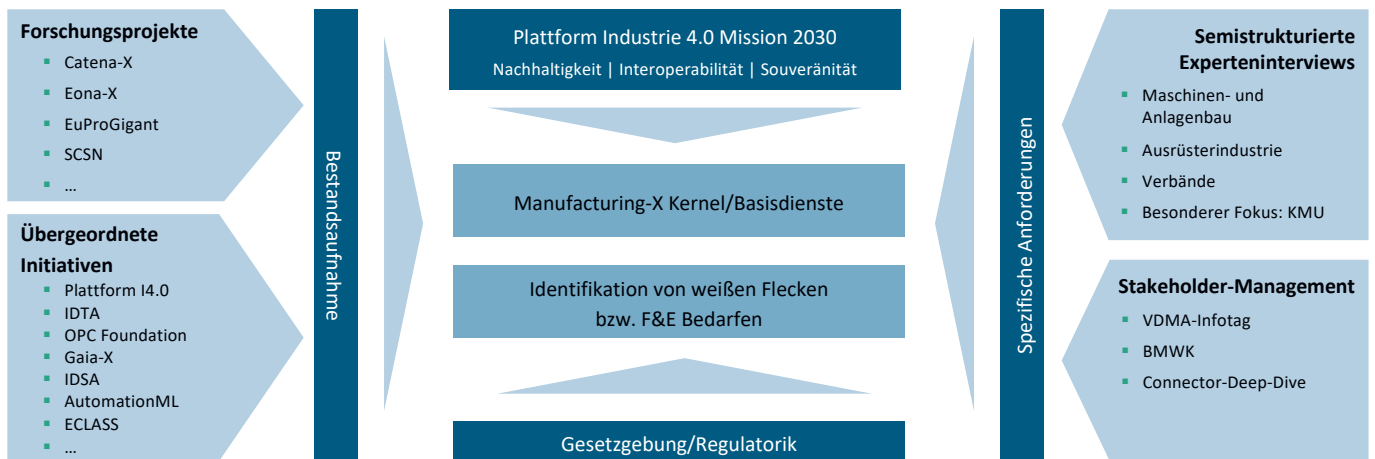 Forschungsprojekte
▪ Catena-X
▪ Eona-X
▪ EuProGigant
▪ SCSN
▪ ...
Übergeordnete
Initiativen
▪ Plattform I4.0
▪ IDTA
▪ OPC Foundation
▪ Gaia-X
▪ IDSA
▪ AutomationML
▪ ECLASS
▪ ...
Bestandsaufnahme
Plattform Industrie 4.0 Mission 2030
Nachhaltigkeit | Interoperabilität | Souveränität
Manufacturing-X Kernel/Basisdienste
Identifikation von weißen Flecken
bzw. F&E Bedarfen
Gesetzgebung/Regulatorik
Spezifische Anforderungen
Semistrukturierte
Experteninterviews
▪ Maschinen- und
Anlagenbau
▪ Ausrüsterindustrie
▪ Verbände
▪ Besonderer Fokus: KMU
Stakeholder-Management
▪ VDMA-Infotag
▪ BMWK
▪ Connector-Deep-Dive